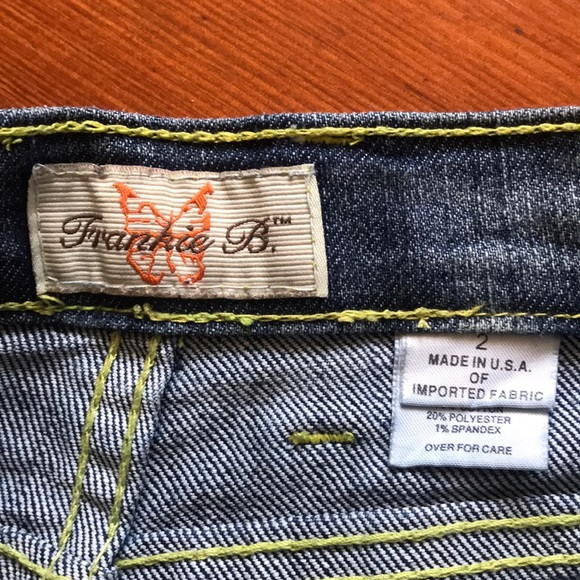 Frankie B.™
2
MADE IN U.S.A.
OF
IMPORTED FABRIC
20% POLYESTER
1% SPANDEX
OVER FOR CARE